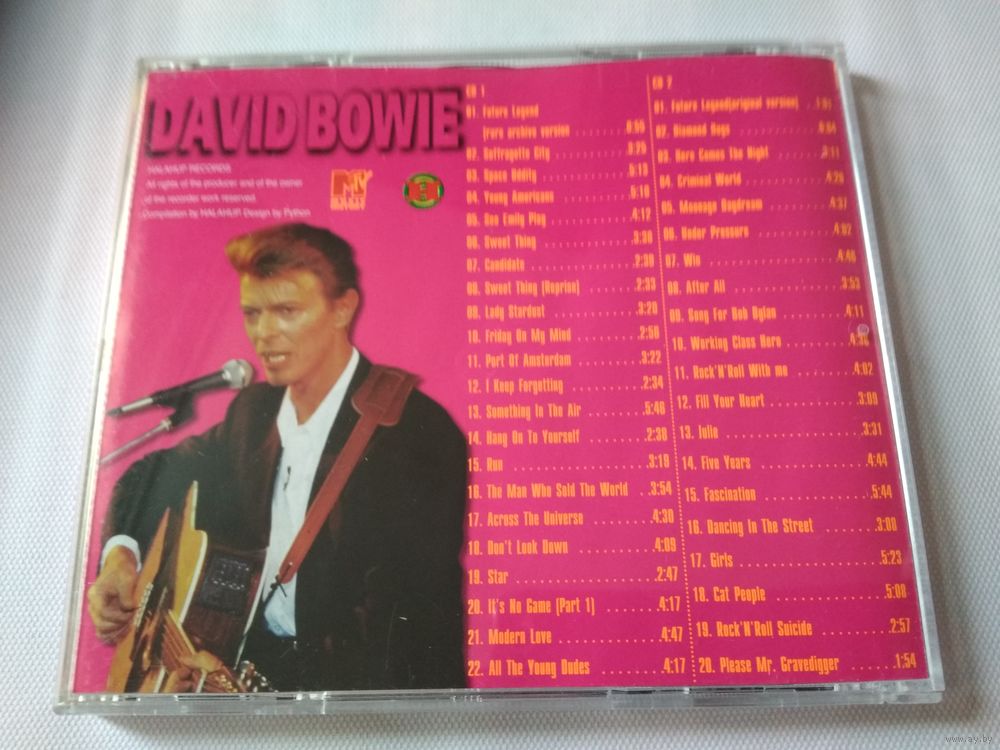 DAVID BOWIE
HALAHUP RECORDS
All rights of the producer and of the owner
of the recorder work reserved.
Compilation by HALAHUP Design by Python
CD 1
01. Future Legend
(rare archive version ........6:55
02. Suffragette City ........3:25
03. Space Oddity ........5:13
04. Young Americans ........5:10
05. See Emily Play ........4:12
06. Sweet Thing ........3:38
07. Candidate ........2:39
08. Sweet Thing (Reprise) ........2:33
09. Lady Stardust ........3:20
10. Friday On My Mind ........2:58
11. Port Of Amsterdam ........3:22
12. I Keep Forgetting ........2:34
13. Something In The Air ........5:46
14. Hang On To Yourself ........2:38
15. Run ........3:18
16. The Man Who Sold The World ..3:54
17. Across The Universe ........4:30
18. Don't Look Down ........4:09
19. Star ........2:47
20. It's No Game (Part 1) ......4:17
21. Modern Love ........4:47
22. All The Young Dudes ........4:17
CD 2
01. Future Legend(original version) ..1:01
02. Diamond Dogs ........6:04
03. Here Comes The Night ........3:11
04. Criminal World ........4:28
05. Moonage Daydream ........4:37
06. Under Pressure ........4:02
07. Win ........4:46
08. After All ........3:53
09. Song For Bob Dylan ........4:11
10. Working Class Hero ........4:38
11. Rock'N'Roll With me ........4:02
12. Fill Your Heart ........3:09
13. Julie ........3:31
14. Five Years ........4:44
15. Fascination ........5:44
16. Dancing In The Street .......3:00
17. Girls ........5:23
18. Cat People ........5:08
19. Rock'N'Roll Suicide ........2:57
20. Please Mr. Gravedigger ......1:54
www.ay.by